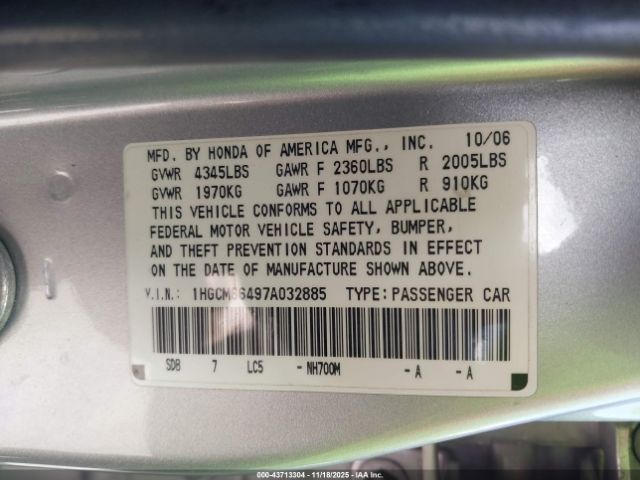 MFD. BY HONDA OF AMERICA MFG., INC. 10/06
GVWR 4345LBS GAWR F 2360LBS R 2005LBS
GVWR 1970KG GAWR F 1070KG R 910KG
THIS VEHICLE CONFORMS TO ALL APPLICABLE
FEDERAL MOTOR VEHICLE SAFETY, BUMPER,
AND THEFT PREVENTION STANDARDS IN EFFECT
ON THE DATE OF MANUFACTURE SHOWN ABOVE.
V.I.N.: 1HGCM66497A032885 TYPE: PASSENGER CAR
SDB 7 LC5 - NH700M - A - A
000-43713304 - 11/18/2025 - IAA Inc.